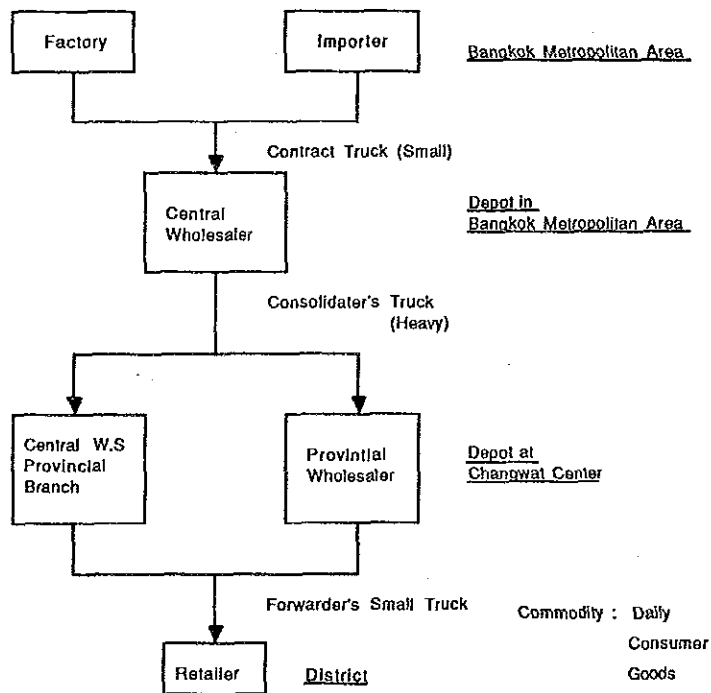 Factory
Importer
Bangkok Metropolitan Area
Contract Truck (Small)
Central
Wholesaler
Depot in
Bangkok Metropolitan Area
Consolidater's Truck
(Heavy)
Central W.S
Provincial
Branch
Provintial
Wholesaler
Depot at
Changwat Center
Forwarder's Small Truck
Commodity : Daily
Consumer
Goods
Retailer
District